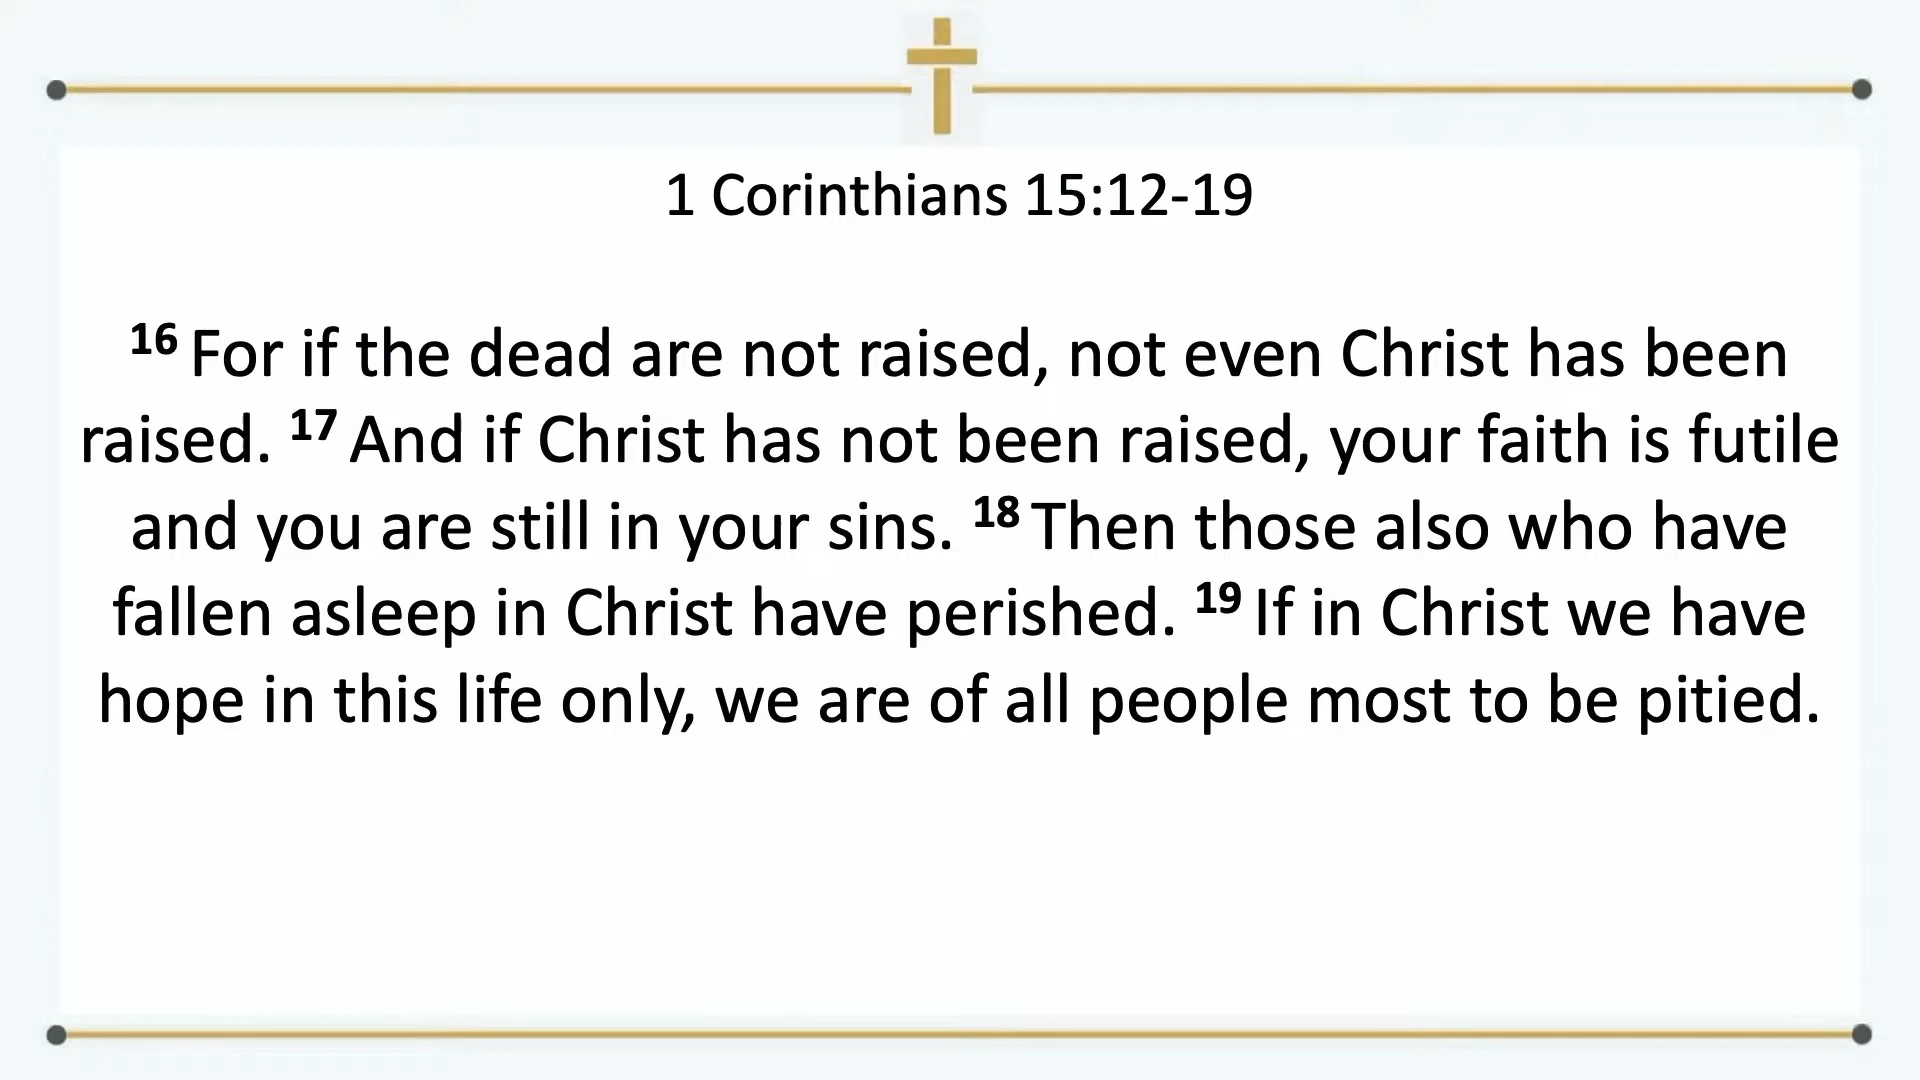 1 Corinthians 15:12-19
16 For if the dead are not raised, not even Christ has been
raised. 17 And if Christ has not been raised, your faith is futile
and you are still in your sins. 18 Then those also who have
fallen asleep in Christ have perished. 19 If in Christ we have
hope in this life only, we are of all people most to be pitied.